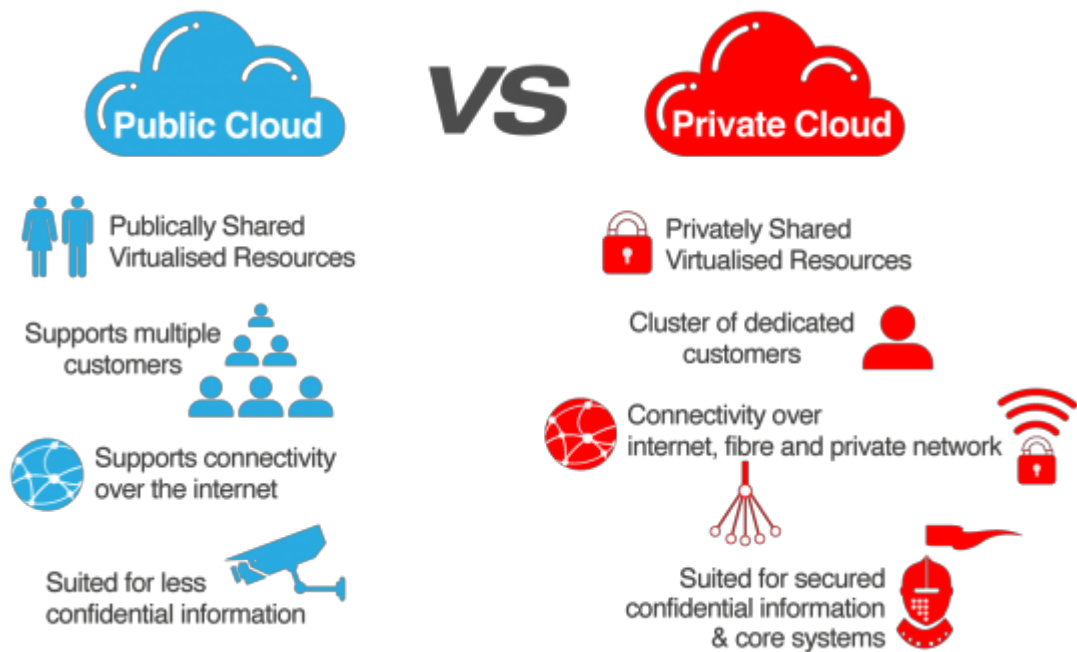 Public Cloud
VS
Private Cloud
Publically Shared
Virtualised Resources
Supports multiple
customers
Supports connectivity
over the internet
Suited for less
confidential information
Privately Shared
Virtualised Resources
Cluster of dedicated
customers
Connectivity over
internet, fibre and private network
Suited for secured
confidential information
& core systems